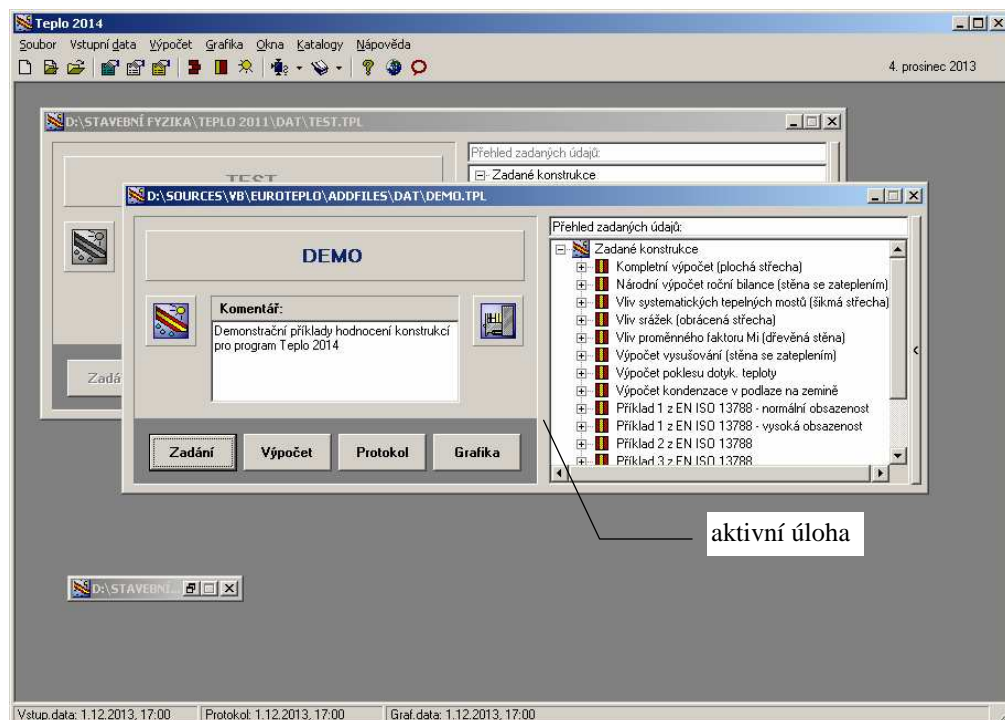 Teplo 2014
Soubor Vstupní data Výpočet Grafika Okna Katalogy Nápověda
4. prosinec 2013
D:\STAVEBNÍ FYZIKA\TEPLO 2011\DAT\TEST.TPL
Přehled zadaných údajů:
TEST
Zadané konstrukce
D:\SOURCES\VB\EUROTEPLO\ADDFILES\DAT\DEMO.TPL
DEMO
Komentář:
Demonstrační příklady hodnocení konstrukcí
pro program Teplo 2014
Zadá
Zadání Výpočet Protokol Grafika
Přehled zadaných údajů:
Zadané konstrukce
Kompletní výpočet (plochá střecha)
Národní výpočet roční bilance (stěna se zateplením)
Vliv systematických tepelných mostů (šikmá střecha)
Vliv srážek (obrácená střecha)
Vliv proměnného faktoru Mi (dřevěná stěna)
Výpočet vysušování (stěna se zateplením)
Výpočet poklesu dotyk. teploty
Výpočet kondenzace v podlaze na zemině
Příklad 1 z EN ISO 13788 - normální obsazenost
Příklad 1 z EN ISO 13788 - vysoká obsazenost
Příklad 2 z EN ISO 13788
Příklad 3 z EN ISO 13788
aktivní úloha
D:\STAVEBNÍ...
Vstup.data: 1.12.2013, 17:00 Protokol: 1.12.2013, 17:00 Graf.data: 1.12.2013, 17:00